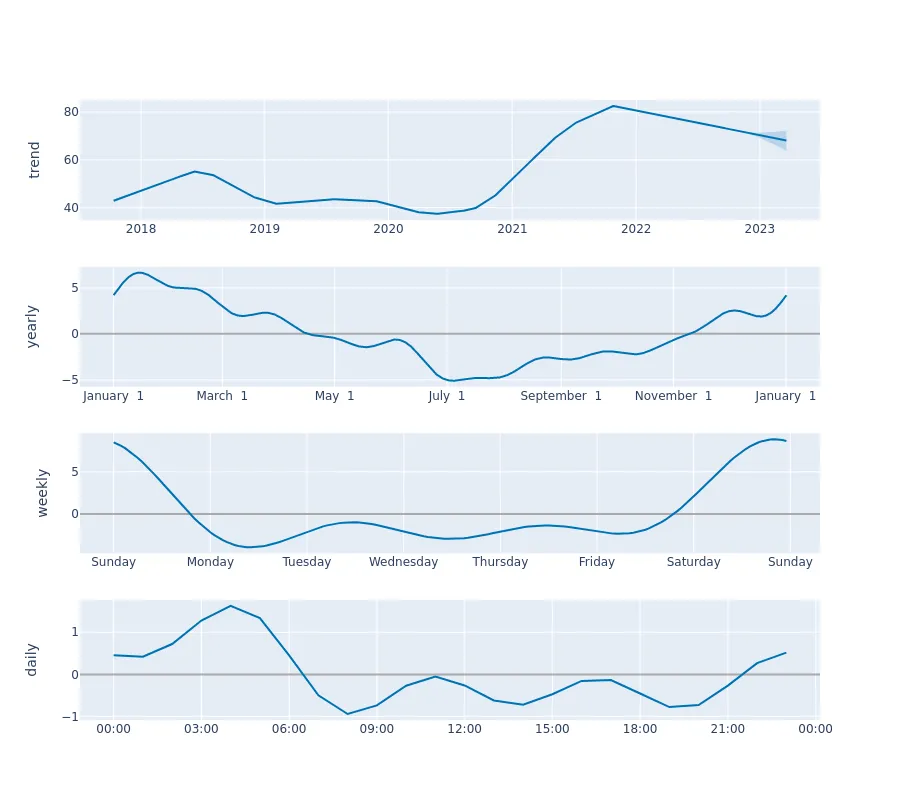 trend
80
60
40
2018 2019 2020 2021 2022 2023
yearly
5
0
−5
January 1 March 1 May 1 July 1 September 1 November 1 January 1
weekly
5
0
Sunday Monday Tuesday Wednesday Thursday Friday Saturday Sunday
daily
1
0
−1
00:00 03:00 06:00 09:00 12:00 15:00 18:00 21:00 00:00